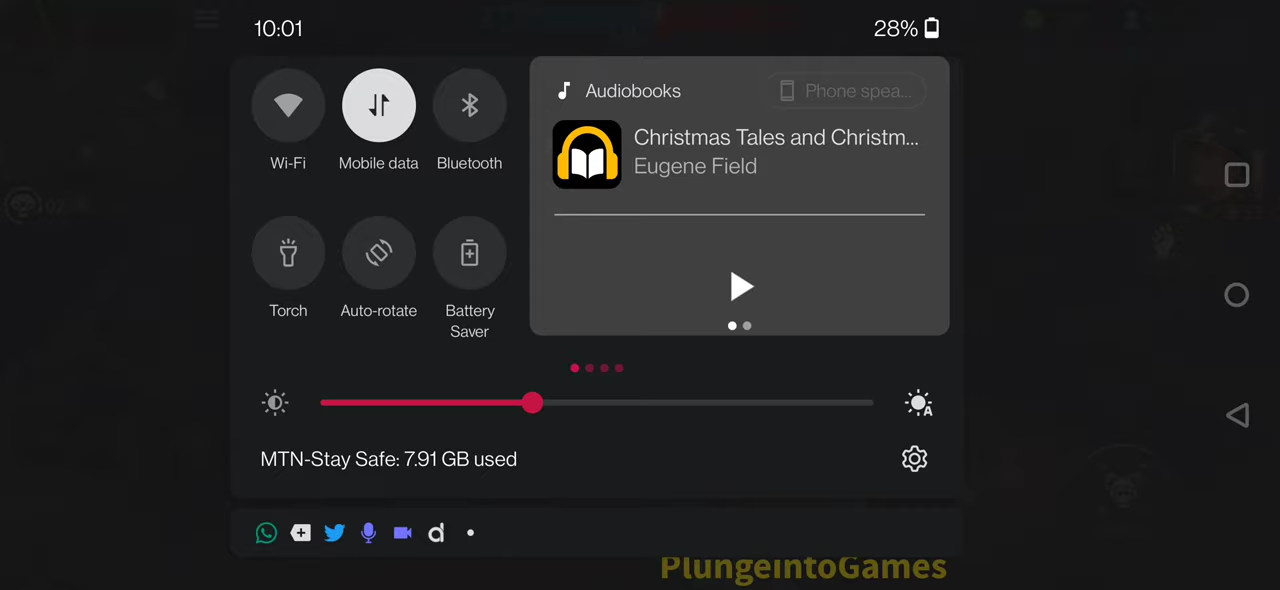 10:01
28%
Wi-Fi
Mobile data
Bluetooth
Torch
Auto-rotate
Battery
Saver
Audiobooks
Phone spea...
Christmas Tales and Christm...
Eugene Field
A
MTN-Stay Safe: 7.91 GB used
PlungeintoGames